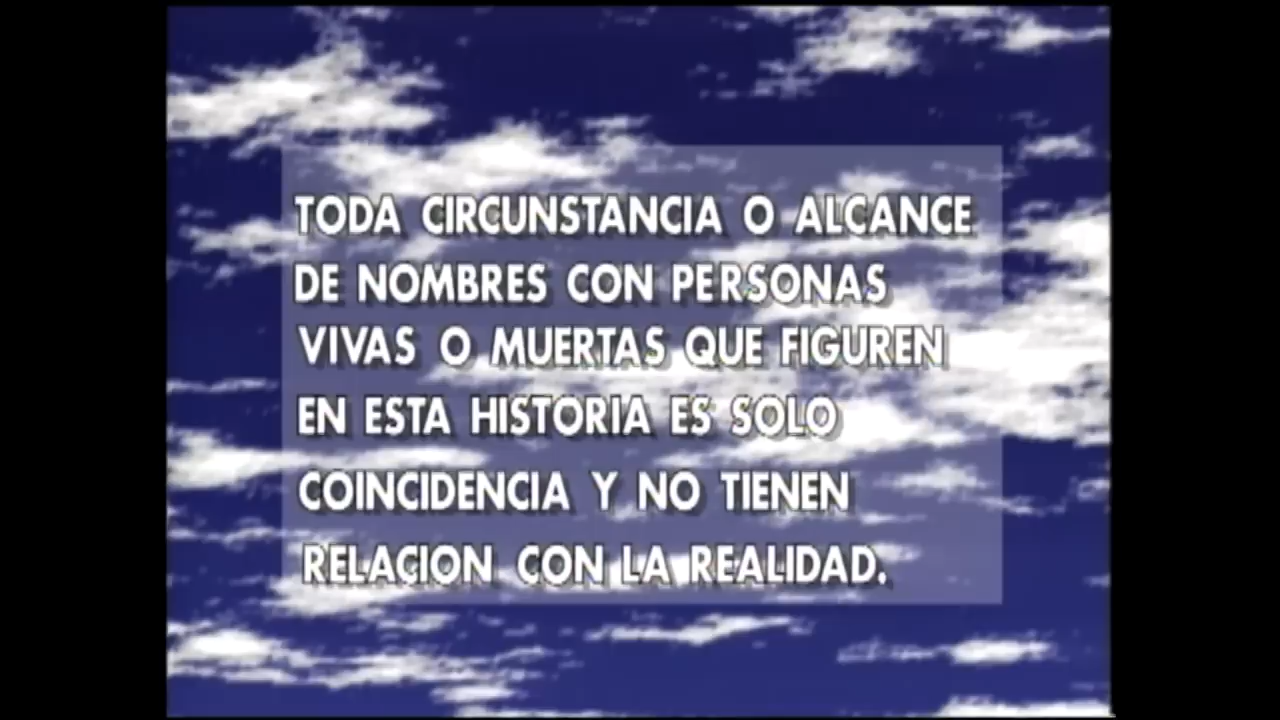 TODA CIRCUNSTANCIA O ALCANCE
DE NOMBRES CON PERSONAS
VIVAS O MUERTAS QUE FIGUREN
EN ESTA HISTORIA ES SOLO
COINCIDENCIA Y NO TIENEN
RELACION CON LA REALIDAD.